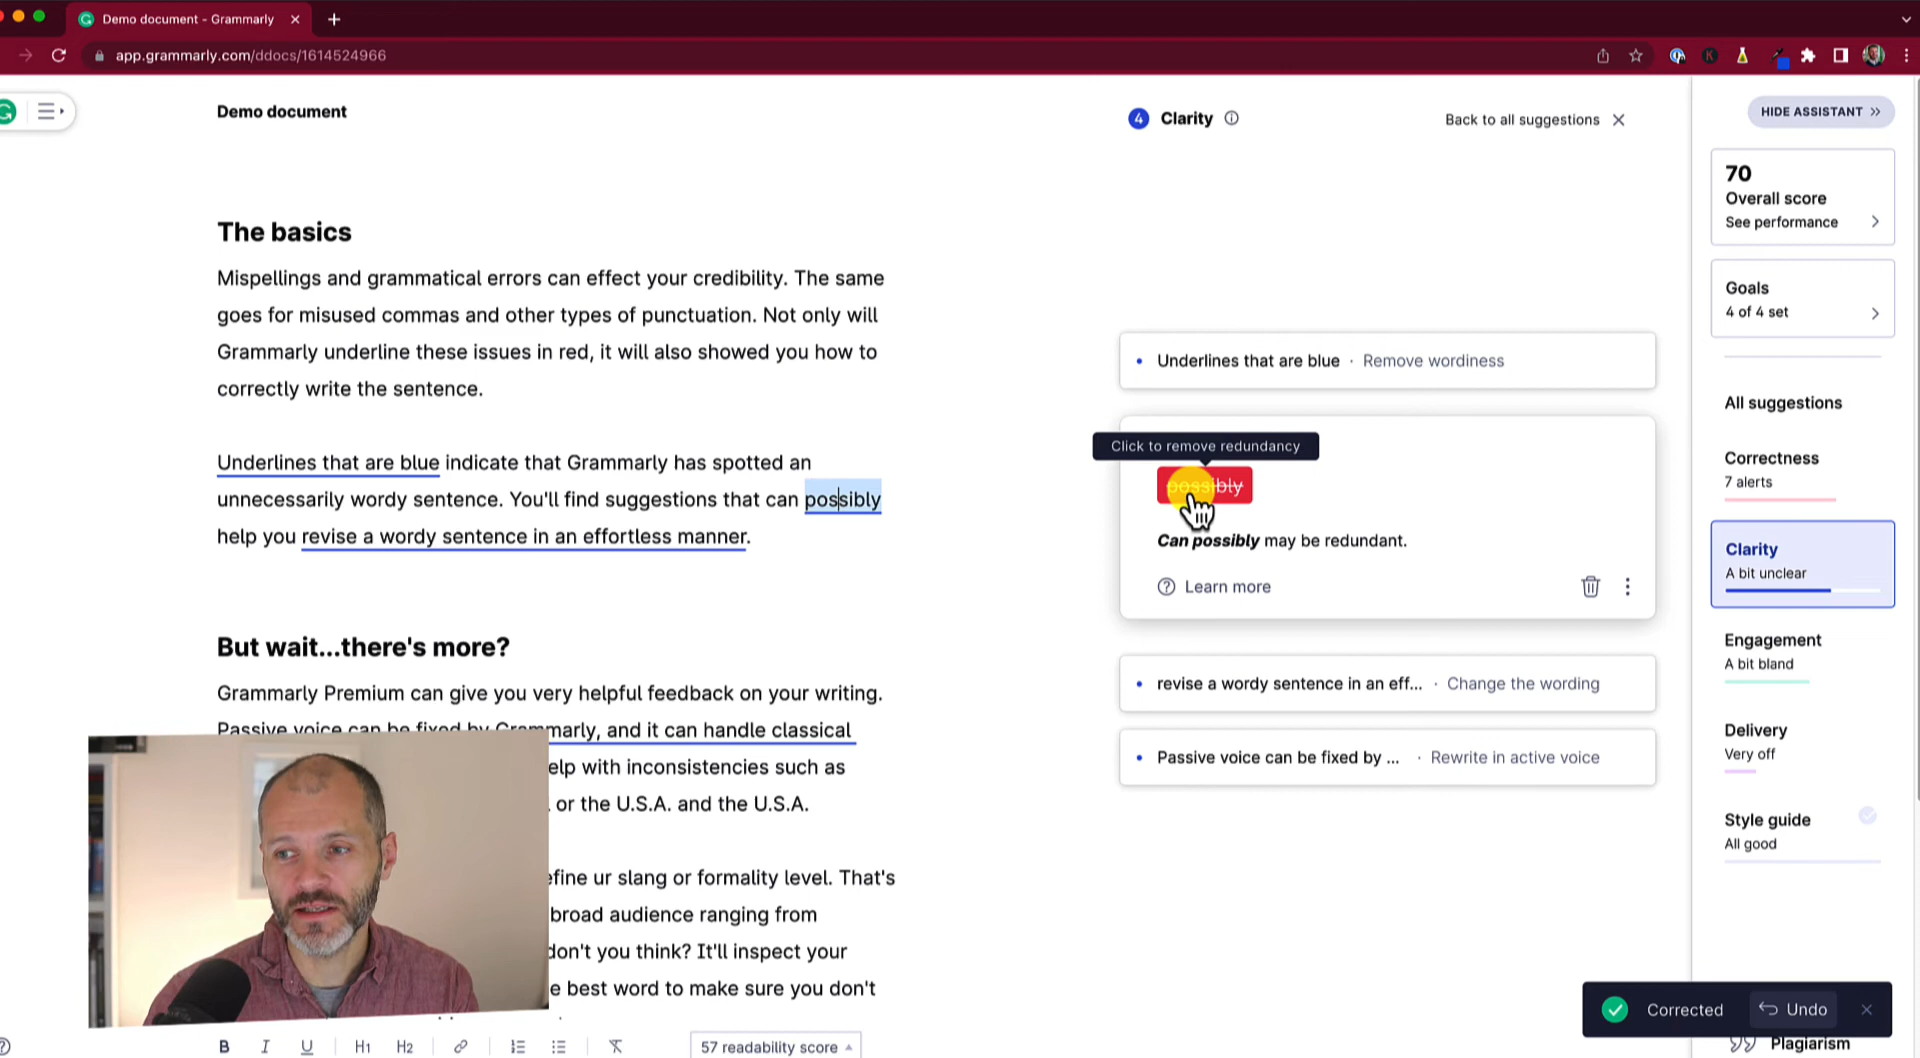 Demo document - Grammarly
app.grammarly.com/ddocs/1614524966
Demo document
4 Clarity
Back to all suggestions
HIDE ASSISTANT
70
Overall score
See performance
Goals
4 of 4 set
All suggestions
Correctness
7 alerts
Clarity
A bit unclear
Engagement
A bit bland
Delivery
Very off
Style guide
All good
Plagiarism
The basics
Mispellings and grammatical errors can effect your credibility. The same
goes for misused commas and other types of punctuation. Not only will
Grammarly underline these issues in red, it will also showed you how to
correctly write the sentence.
Underlines that are blue indicate that Grammarly has spotted an
unnecessarily wordy sentence. You'll find suggestions that can possibly
help you revise a wordy sentence in an effortless manner.
But wait...there's more?
Grammarly Premium can give you very helpful feedback on your writing.
Passive voice can be fixed by Grammarly, and it can handle classical
elp with inconsistencies such as
. or the U.S.A. and the U.S.A.
efine ur slang or formality level. That's
broad audience ranging from
don't you think? It'll inspect your
e best word to make sure you don't
Underlines that are blue · Remove wordiness
Click to remove redundancy
possibly
Can possibly may be redundant.
Learn more
revise a wordy sentence in an eff... · Change the wording
Passive voice can be fixed by ... · Rewrite in active voice
Corrected Undo
B I U H1 H2
57 readability score